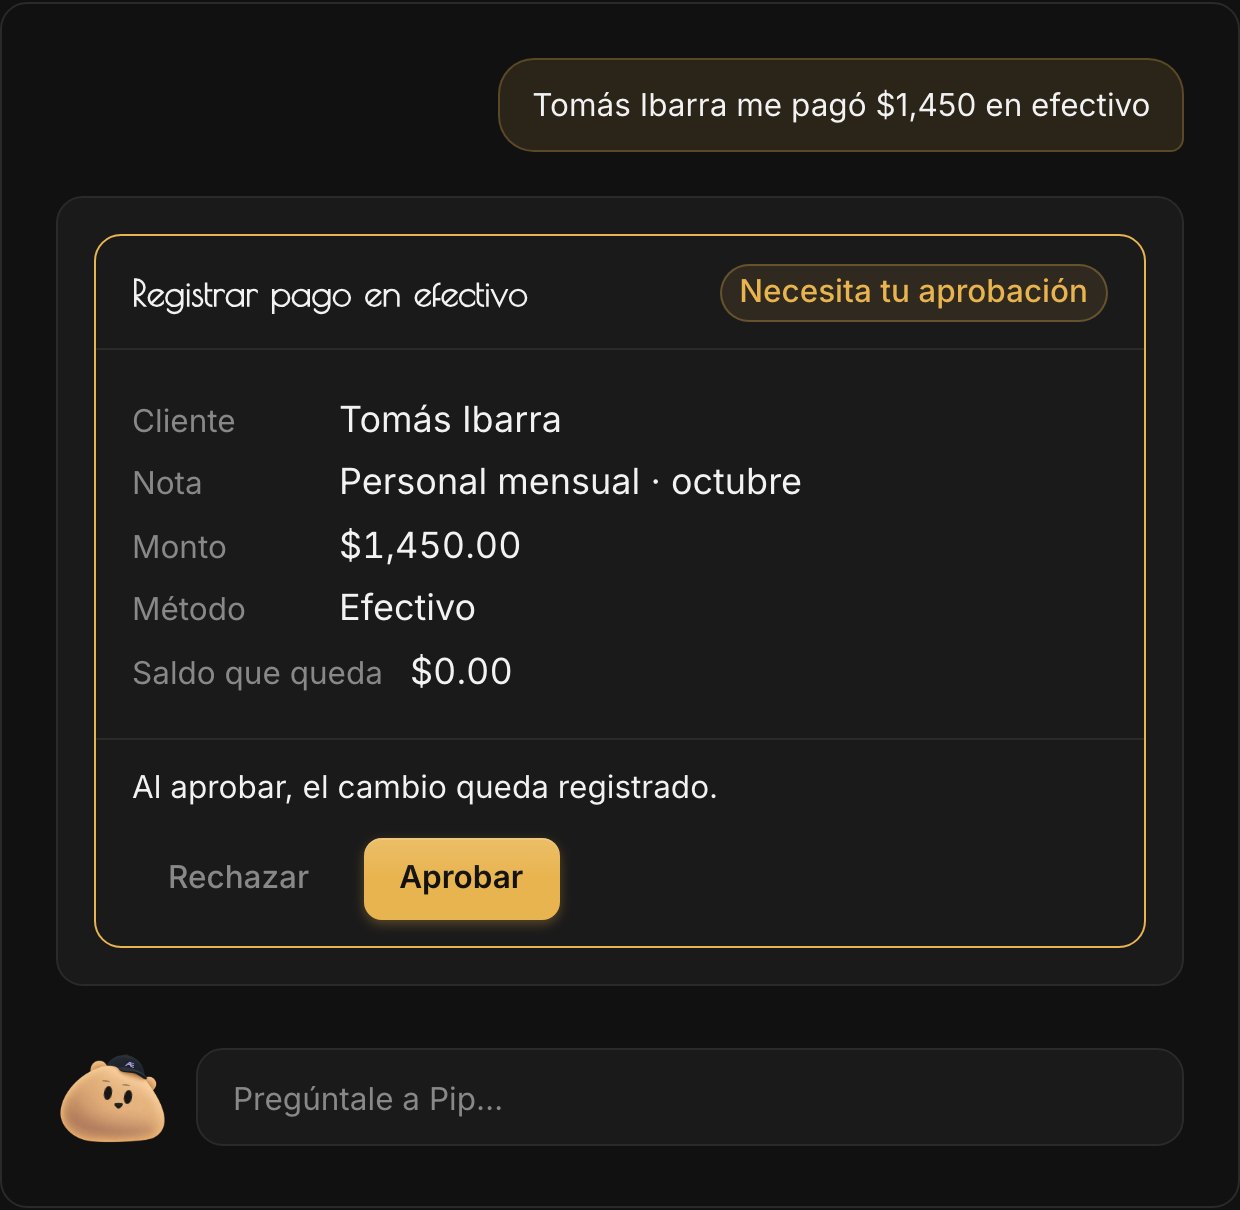 Tomás Ibarra me pagó $1,450 en efectivo
Registrar pago en efectivo
Necesita tu aprobación
Cliente Tomás Ibarra
Nota Personal mensual · octubre
Monto $1,450.00
Método Efectivo
Saldo que queda $0.00
Al aprobar, el cambio queda registrado.
Rechazar Aprobar
Pregúntale a Pip...